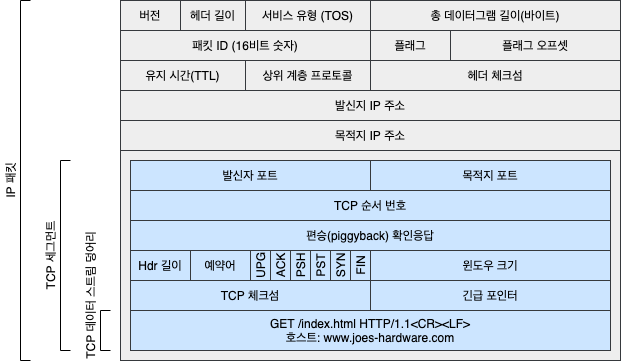 버전 헤더 길이 서비스 유형 (TOS) 총 데이터그램 길이(바이트)
패킷 ID (16비트 숫자) 플래그 플래그 오프셋
유지 시간(TTL) 상위 계층 프로토콜 헤더 체크섬
발신지 IP 주소
목적지 IP 주소
발신자 포트 목적지 포트
TCP 순서 번호
편승(piggyback) 확인응답
Hdr 길이 예약어 UPG ACK PSH PST SYN FIN 윈도우 크기
TCP 체크섬 긴급 포인터
GET /index.html HTTP/1.1<CR><LF>
호스트: www.joes-hardware.com
IP 패킷
TCP 세그먼트
TCP 데이터 스트림 덩어리